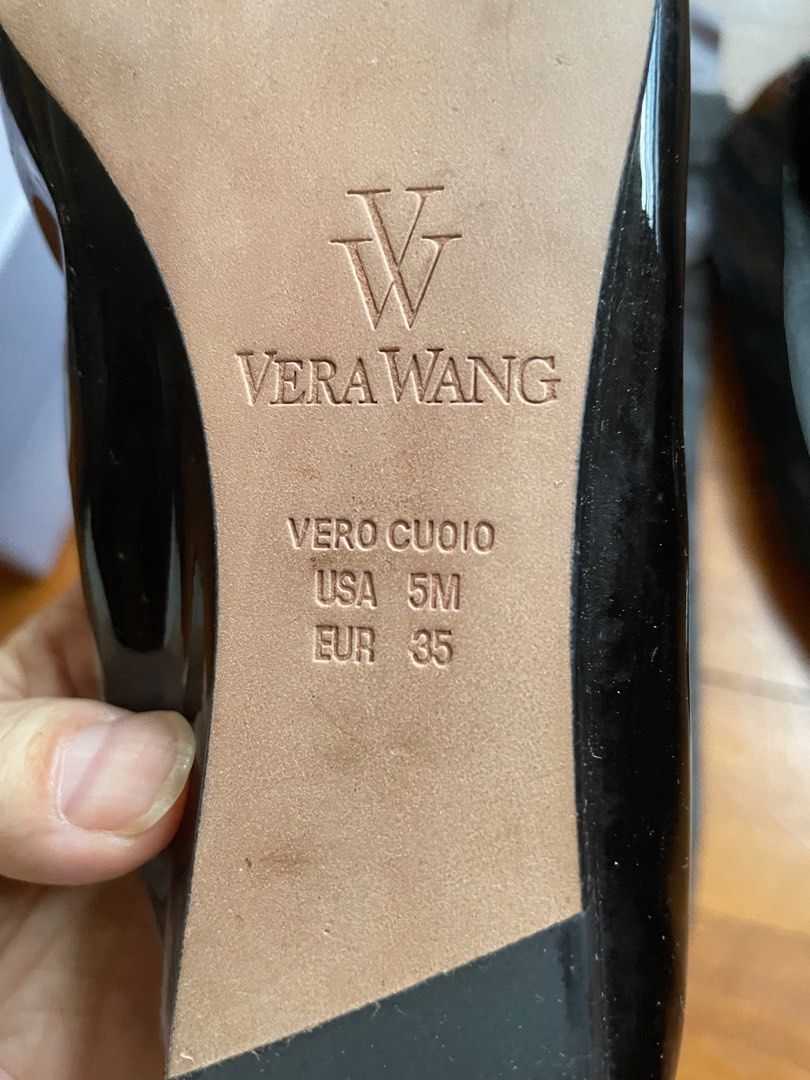 VW
VERA WANG
VERO CUOIO
USA 5M
EUR 35